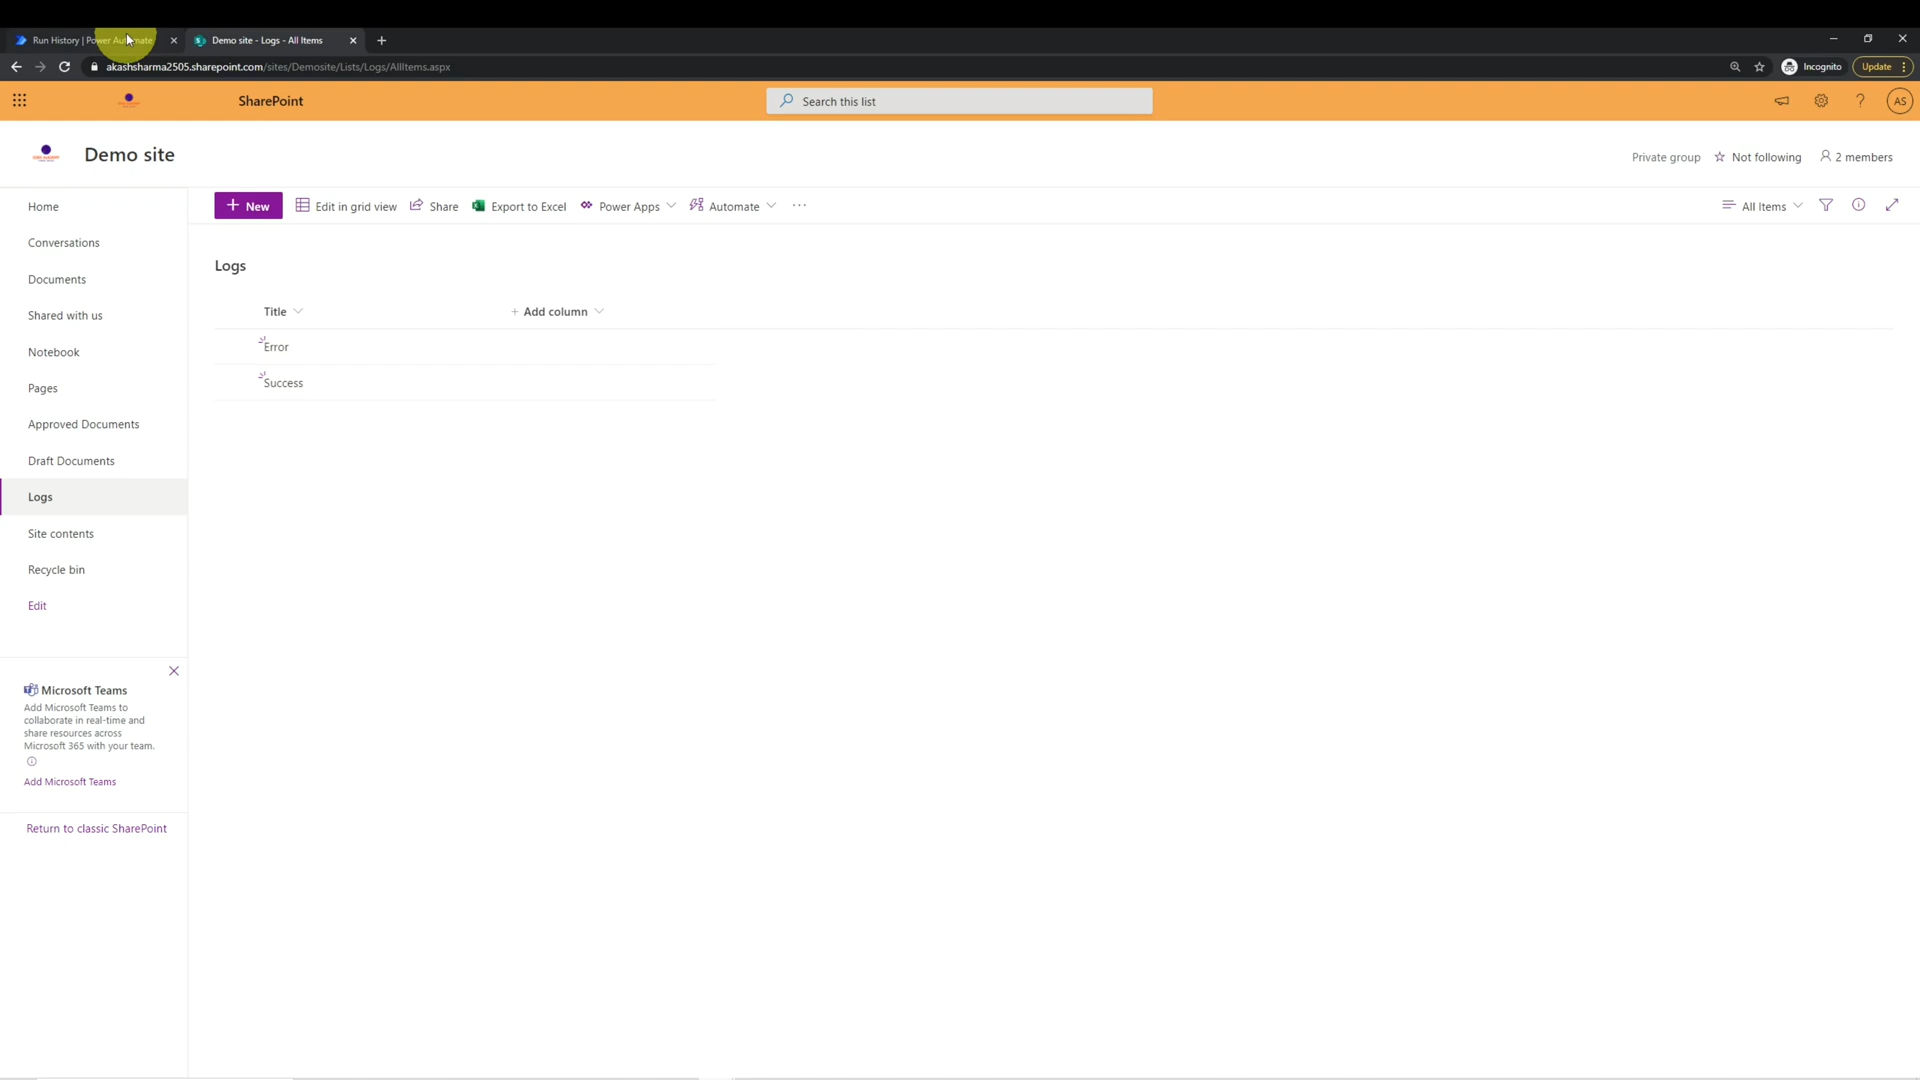 Run History | Power Automate
Demo site - Logs - All Items
akashsharma2505.sharepoint.com/sites/Demosite/Lists/Logs/AllItems.aspx
Incognito
Update
SharePoint
Search this list
AS
Demo site
Private group
Not following
2 members
Home
Conversations
Documents
Shared with us
Notebook
Pages
Approved Documents
Draft Documents
Logs
Site contents
Recycle bin
Edit
New
Edit in grid view
Share
Export to Excel
Power Apps
Automate
All Items
Logs
Title
Add column
Error
Success
Microsoft Teams
Add Microsoft Teams to
collaborate in real-time and
share resources across
Microsoft 365 with your team.
Add Microsoft Teams
Return to classic SharePoint